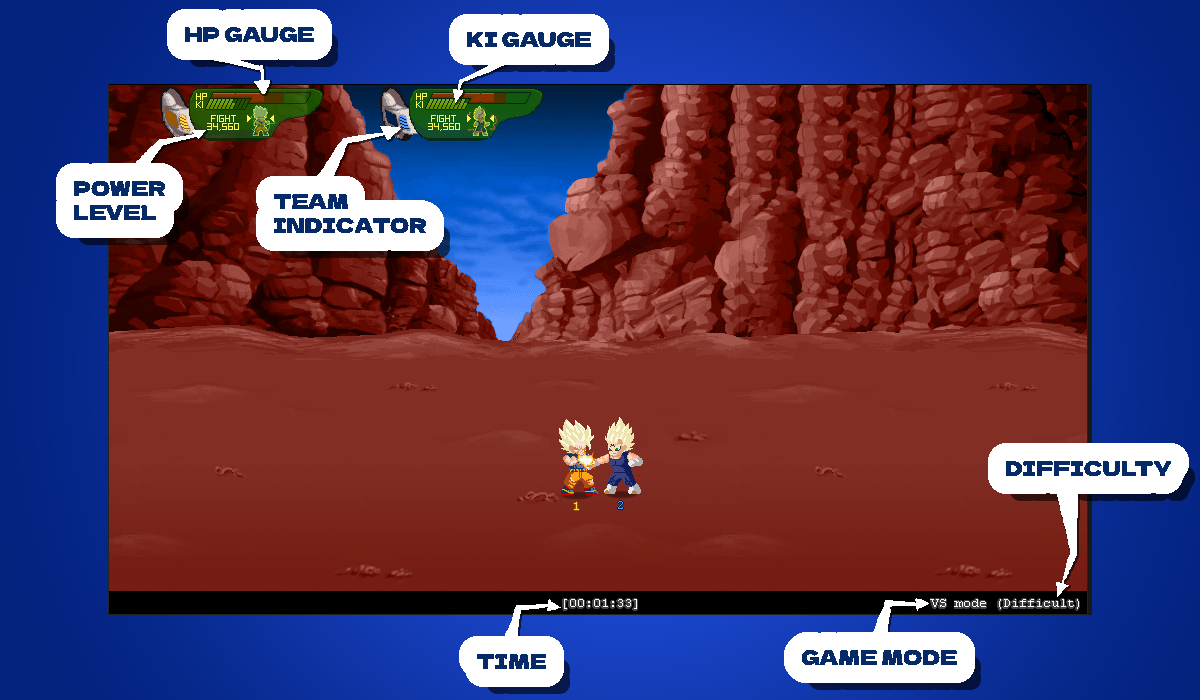 HP GAUGE
KI GAUGE
HP
KI
FIGHT
34,560
HP
KI
FIGHT
34,560
POWER
LEVEL
TEAM
INDICATOR
DIFFICULTY
1
2
[00:01:33]
VS mode (Difficult)
TIME
GAME MODE